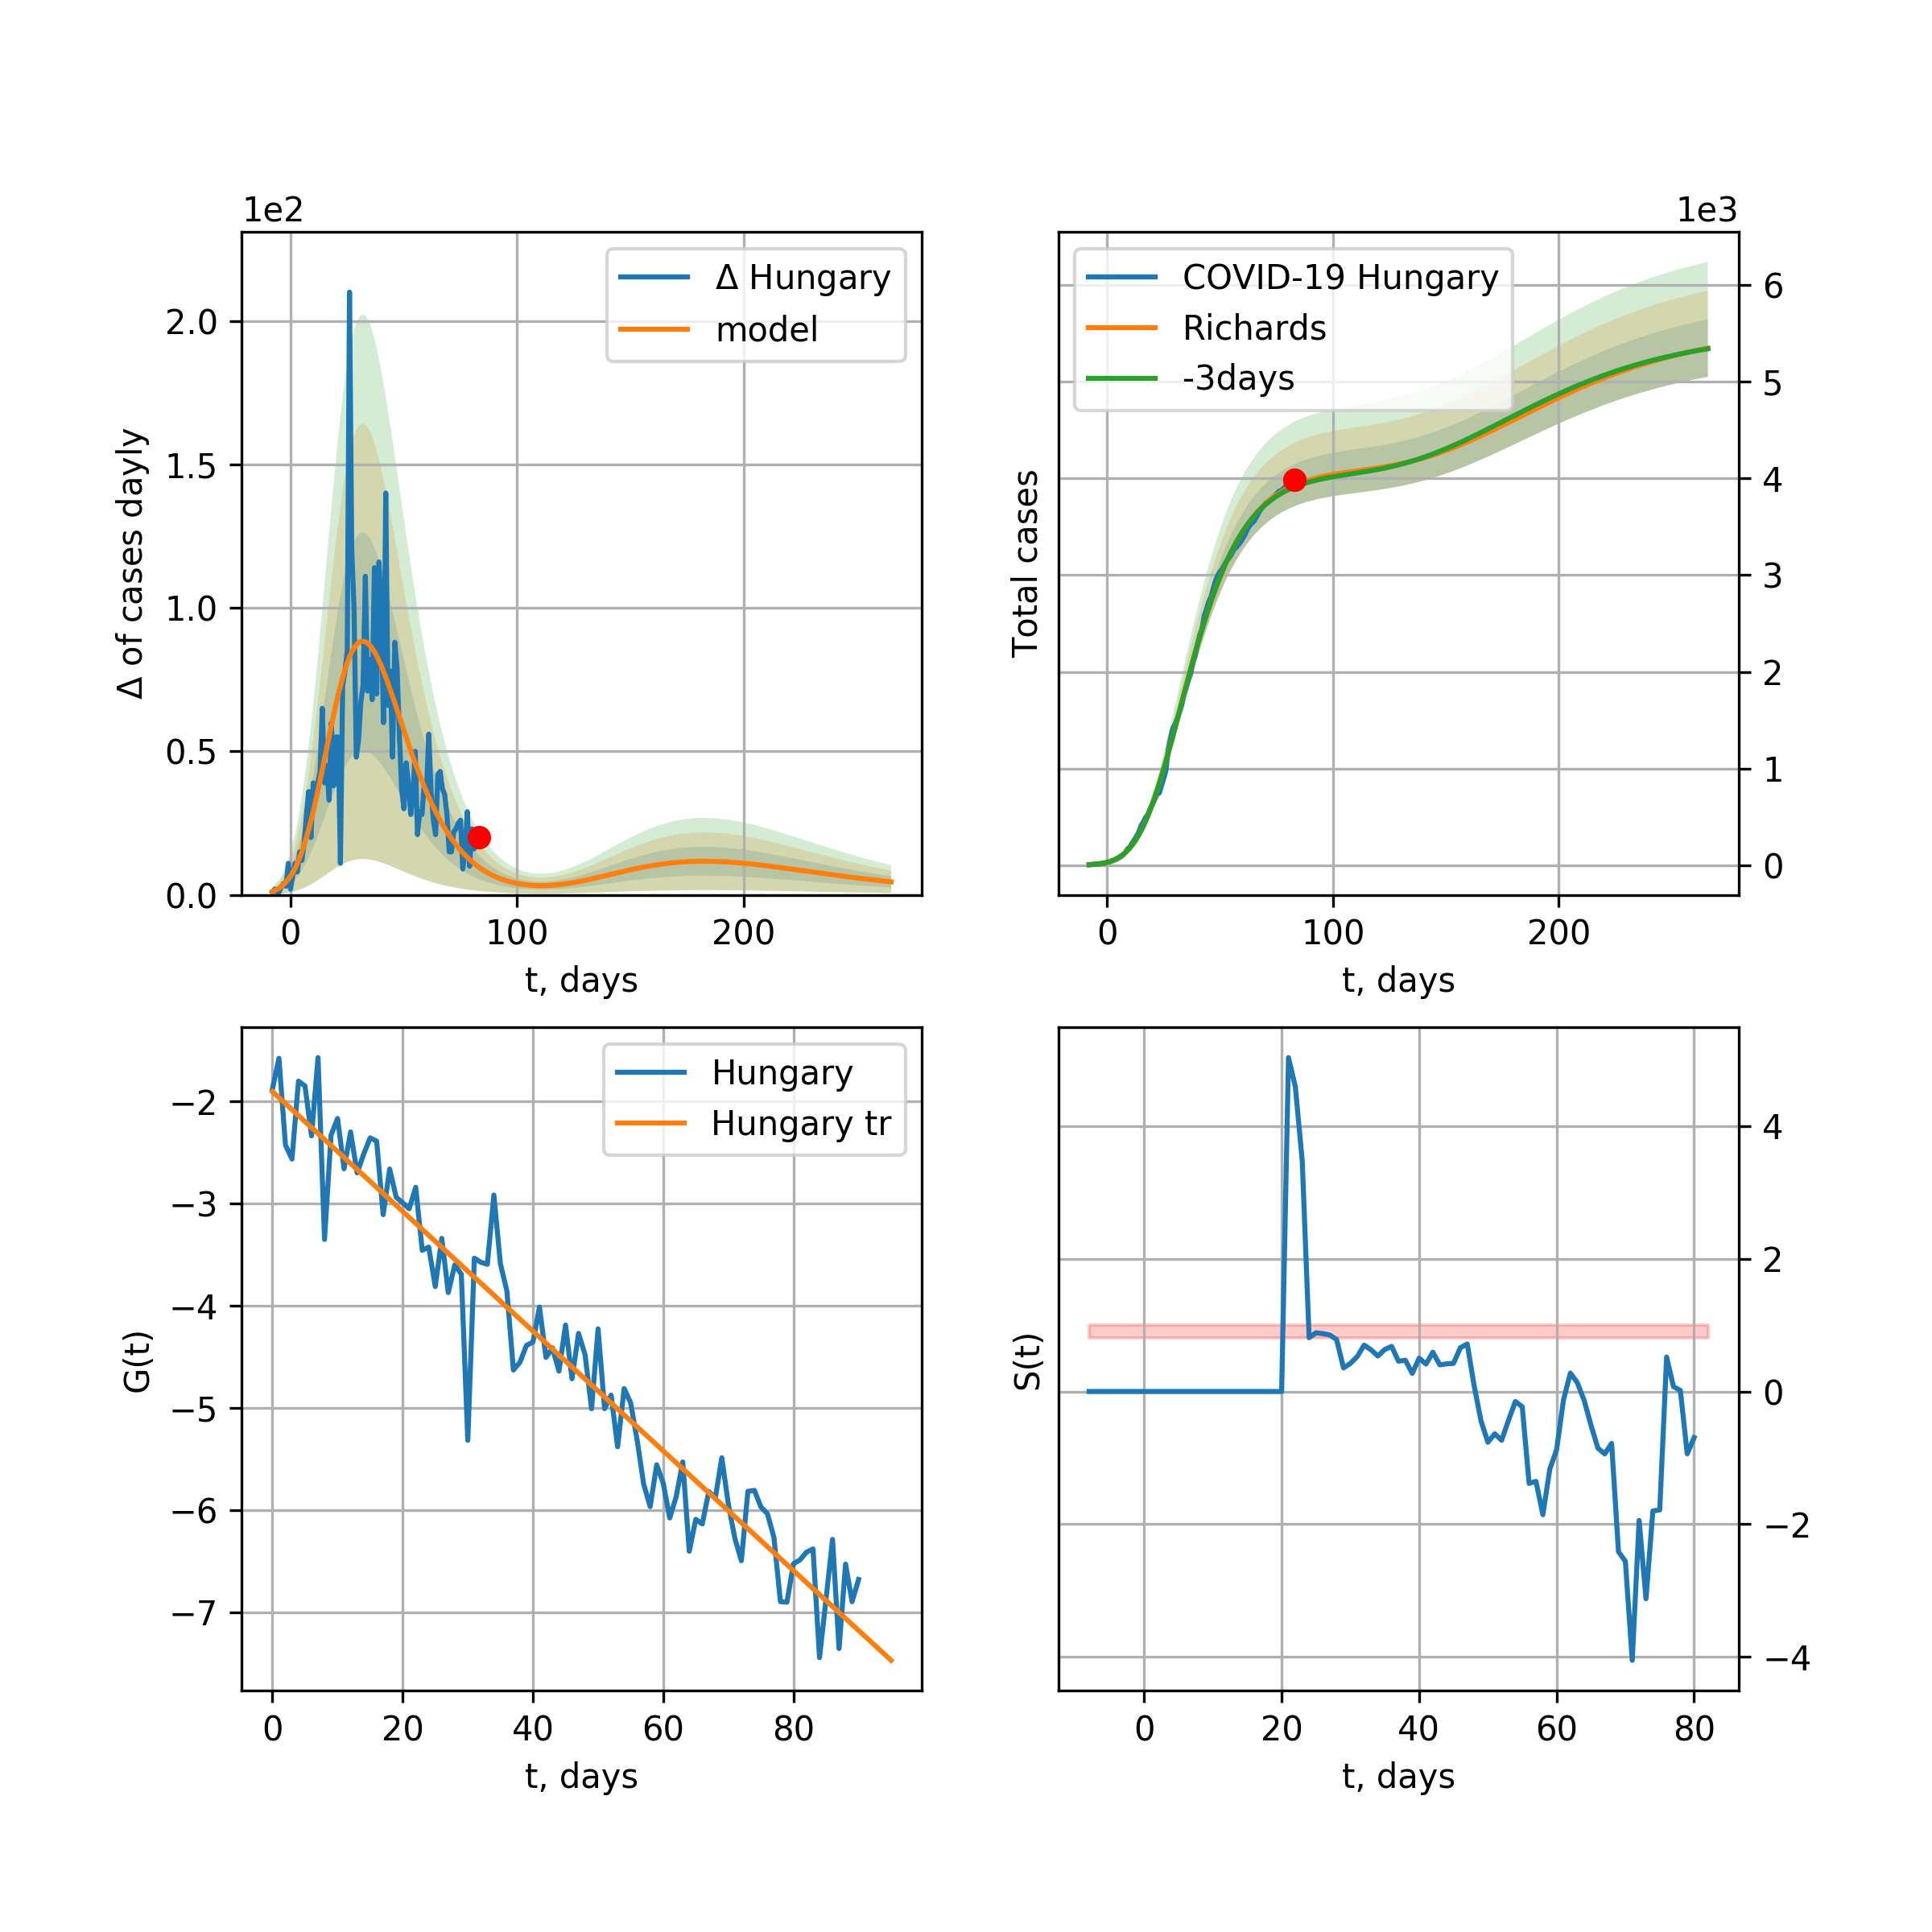 1e2
Δ Hungary
model
2.0
1.5
1.0
0.5
0.0
Δ of cases dayly
0 100 200
t, days
1e3
COVID-19 Hungary
Richards
-3days
6
5
4
3
2
1
0
Total cases
0 100 200
t, days
Hungary
Hungary tr
−2
−3
−4
−5
−6
−7
G(t)
0 20 40 60 80
t, days
4
2
0
−2
−4
S(t)
0 20 40 60 80
t, days